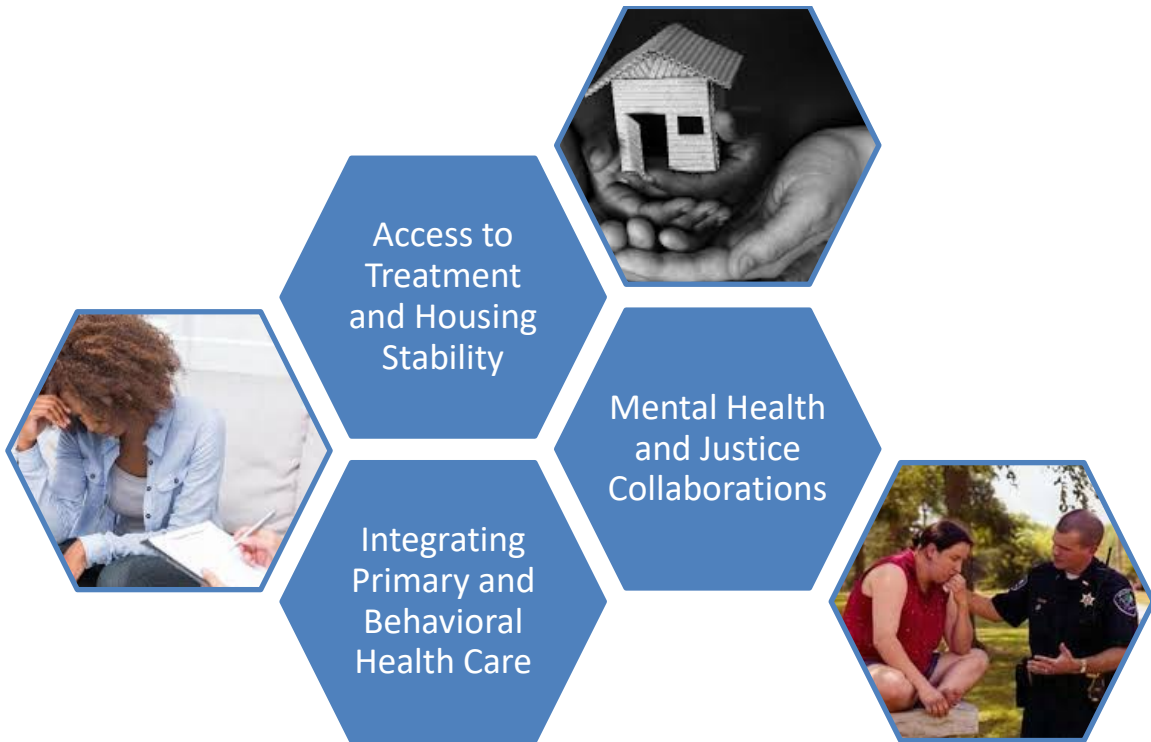 Access to
Treatment
and Housing
Stability
Mental Health
and Justice
Collaborations
Integrating
Primary and
Behavioral
Health Care